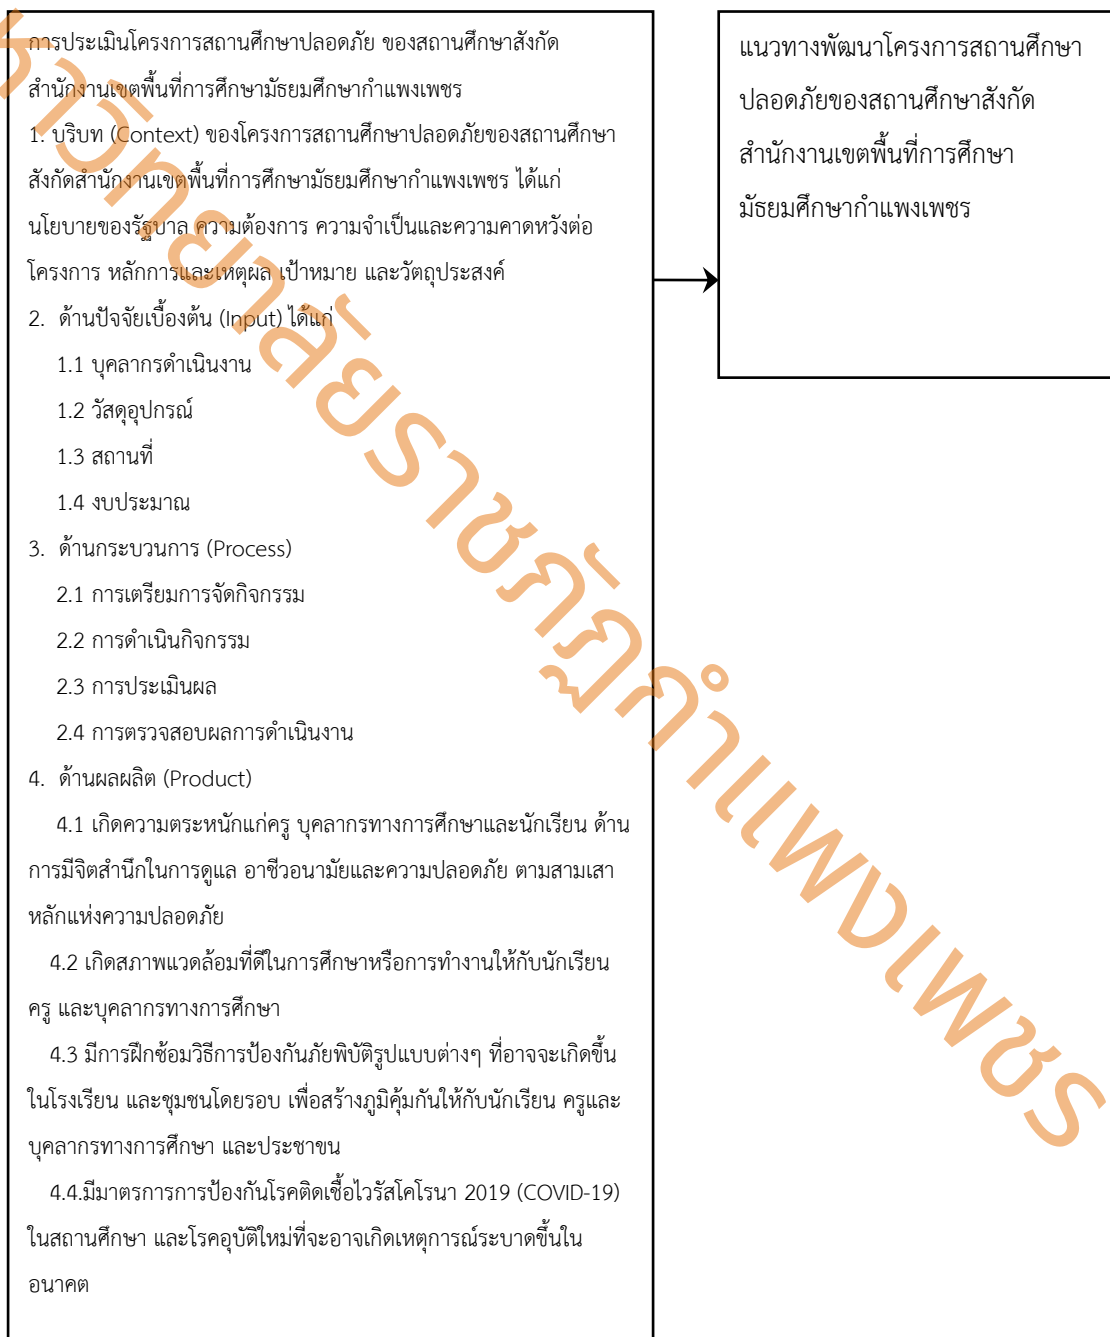 การประเมินโครงการสถานศึกษาปลอดภัย ของสถานศึกษาสังกัด
สำนักงานเขตพื้นที่การศึกษามัธยมศึกษากำแพงเพชร
1. บริบท (Context) ของโครงการสถานศึกษาปลอดภัยของสถานศึกษา
สังกัดสำนักงานเขตพื้นที่การศึกษามัธยมศึกษากำแพงเพชร ได้แก่
นโยบายของรัฐบาล ความต้องการ ความจำเป็นและความคาดหวังต่อ
โครงการ หลักการและเหตุผล เป้าหมาย และวัตถุประสงค์
2. ด้านปัจจัยเบื้องต้น (Input) ได้แก่
1.1 บุคลากรดำเนินงาน
1.2 วัสดุอุปกรณ์
1.3 สถานที่
1.4 งบประมาณ
3. ด้านกระบวนการ (Process)
2.1 การเตรียมการจัดกิจกรรม
2.2 การดำเนินกิจกรรม
2.3 การประเมินผล
2.4 การตรวจสอบผลการดำเนินงาน
4. ด้านผลผลิต (Product)
4.1 เกิดความตระหนักแก่ครู บุคลากรทางการศึกษาและนักเรียน ด้าน
การมีจิตสำนึกในการดูแล อาชีวอนามัยและความปลอดภัย ตามสามเสา
หลักแห่งความปลอดภัย
4.2 เกิดสภาพแวดล้อมที่ดีในการศึกษาหรือการทำงานให้กับนักเรียน
ครู และบุคลากรทางการศึกษา
4.3 มีการฝึกซ้อมวิธีการป้องกันภัยพิบัติรูปแบบต่างๆ ที่อาจจะเกิดขึ้น
ในโรงเรียน และชุมชนโดยรอบ เพื่อสร้างภูมิคุ้มกันให้กับนักเรียน ครูและ
บุคลากรทางการศึกษา และประชาขน
4.4.มีมาตรการการป้องกันโรคติดเชื้อไวรัสโคโรนา 2019 (COVID-19)
ในสถานศึกษา และโรคอุบัติใหม่ที่จะอาจเกิดเหตุการณ์ระบาดขึ้นใน
อนาคต
แนวทางพัฒนาโครงการสถานศึกษา
ปลอดภัยของสถานศึกษาสังกัด
สำนักงานเขตพื้นที่การศึกษา
มัธยมศึกษากำแพงเพชร
หาวิทยาลัยราชภัฏกำแพงเพชร